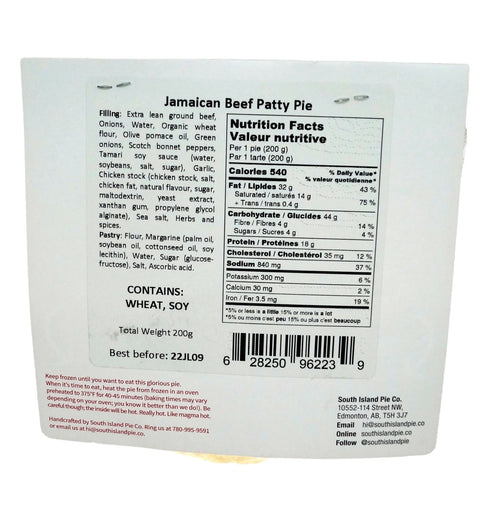 Jamaican Beef Patty Pie
Filling: Extra lean ground beef,
Onions, Water, Organic wheat
flour, Olive pomace oil, Green
onions, Scotch bonnet peppers,
Tamari soy sauce (water,
soybeans, salt, sugar), Garlic,
Chicken stock (chicken stock, salt,
chicken fat, natural flavour, sugar,
maltodextrin, yeast extract,
xanthan gum, propylene glycol
alginate), Sea salt, Herbs and
spices.
Pastry: Flour, Margarine (palm oil,
soybean oil, cottonseed oil, soy
lecithin), Water, Sugar (glucose-
fructose), Salt, Ascorbic acid.
CONTAINS:
WHEAT, SOY
Total Weight 200g
Best before: 22JL09
Nutrition Facts
Valeur nutritive
Per 1 pie (200 g)
Par 1 tarte (200 g)
Calories 540 % Daily Value*
% valeur quotidienne*
Fat / Lipides 32 g 43 %
Saturated / saturés 14 g
+ Trans / trans 0.4 g 75 %
Carbohydrate / Glucides 44 g
Fibre / Fibres 4 g 14 %
Sugars / Sucres 4 g 4 %
Protein / Protéines 18 g
Cholesterol / Cholestérol 35 mg 12 %
Sodium 840 mg 37 %
Potassium 300 mg 6 %
Calcium 30 mg 2 %
Iron / Fer 3.5 mg 19 %
*5% or less is a little 15% or more is a lot
*5% ou moins c'est peu 15% ou plus c'est beaucoup
6 28250 96223 9
Keep frozen until you want to eat this glorious pie.
When it's time to eat, heat the pie from frozen in an oven
preheated to 375°F for 40-45 minutes (baking times may vary
depending on your oven; you know it better than we do!). Be
careful though; the inside will be hot. Really hot. Like magma hot.
Handcrafted by South Island Pie Co. Ring us at 780-995-9591
or email us at hi@southislandpie.co
South Island Pie Co.
10552-114 Street NW,
Edmonton, AB, T5H 3J7
Email hi@southislandpie.co
Online southislandpie.co
Follow @southislandpie